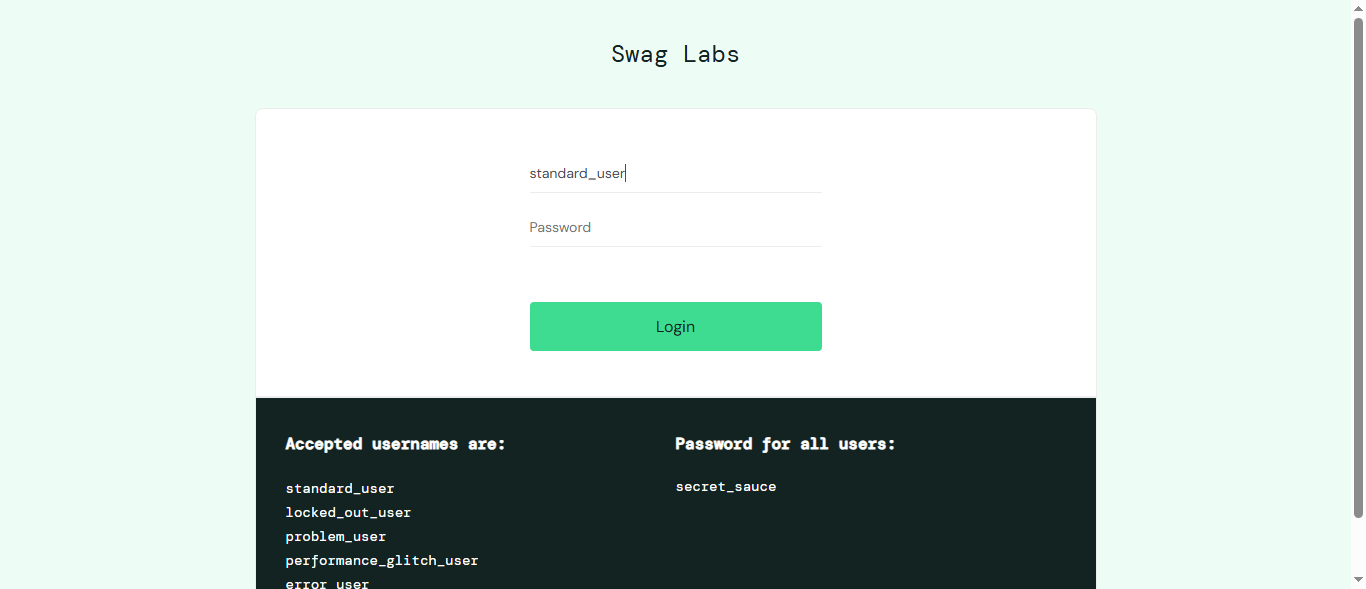 Swag Labs
standard_user
Password
Login
Accepted usernames are:
standard_user
locked_out_user
problem_user
performance_glitch_user
error_user
Password for all users:
secret_sauce